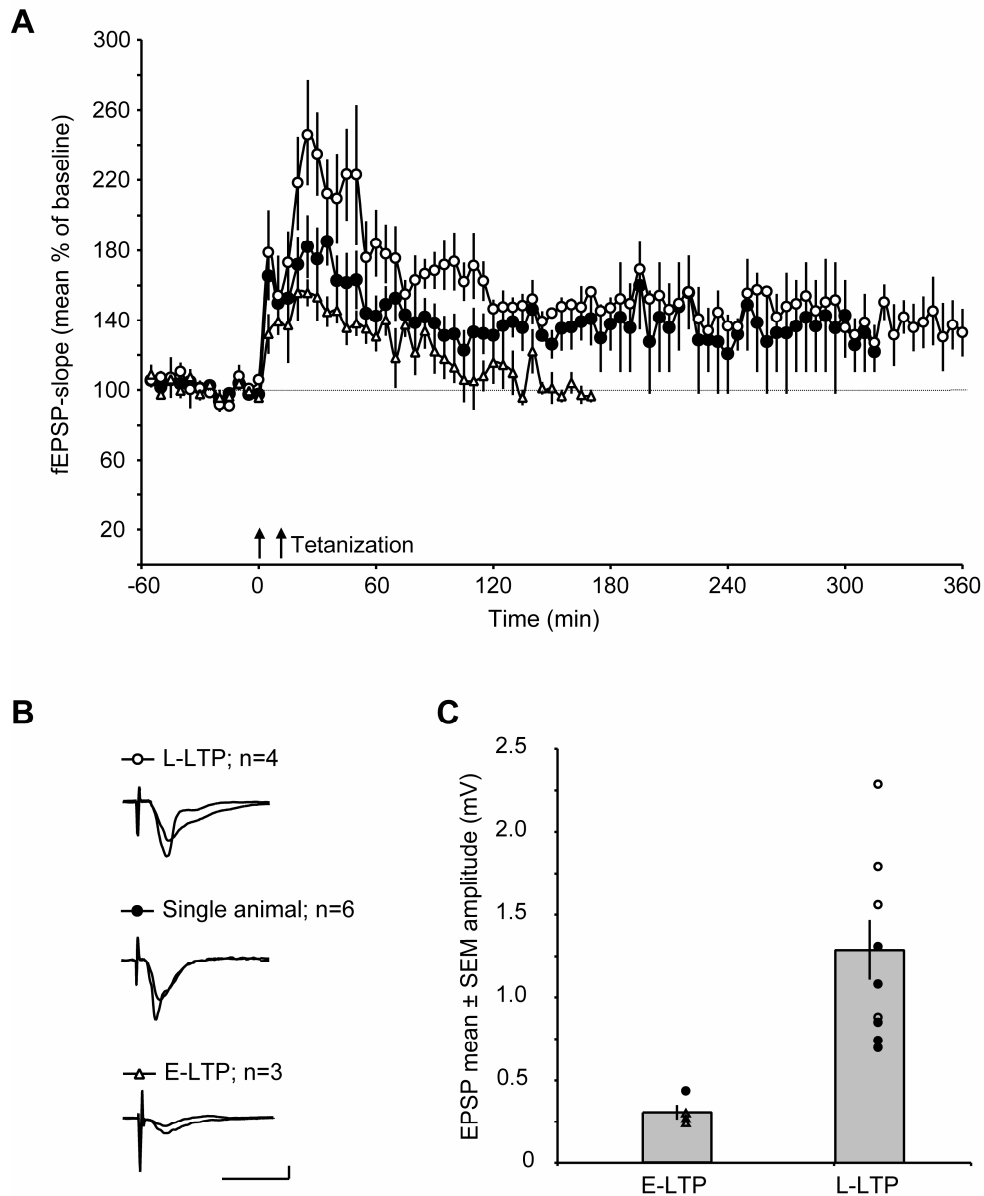 A
fEPSP-slope (mean % of baseline)
300
260
220
180
140
100
60
20
Tetanization
-60 0 60 120 180 240 300 360
Time (min)
B
L-LTP; n=4
Single animal; n=6
E-LTP; n=3
C
EPSP mean ± SEM amplitude (mV)
2.5
2.0
1.5
1.0
0.5
0
E-LTP L-LTP